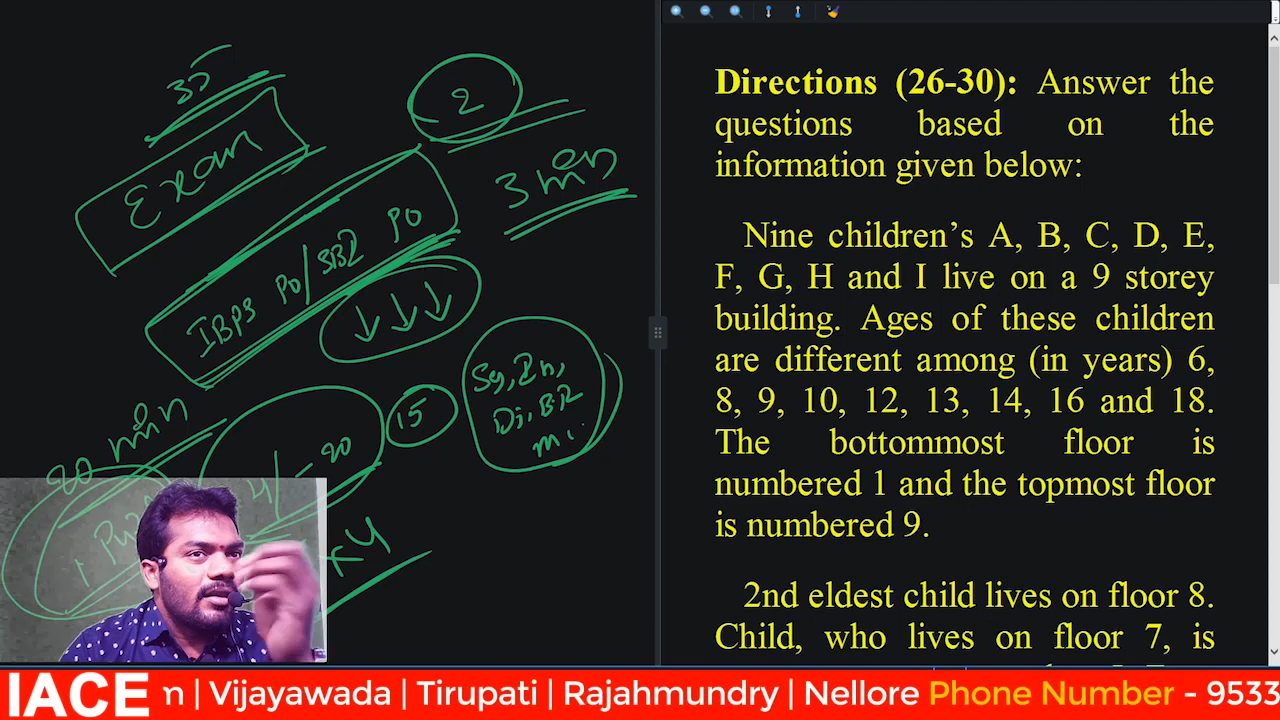 35
Exam
2
3 min
IBPS PO/SBI PO
20 min
4/-20
15
x4
Directions (26-30): Answer the
questions based on the
information given below:
Nine children's A, B, C, D, E,
F, G, H and I live on a 9 storey
building. Ages of these children
are different among (in years) 6,
8, 9, 10, 12, 13, 14, 16 and 18.
The bottommost floor is
numbered 1 and the topmost floor
is numbered 9.
2nd eldest child lives on floor 8.
Child, who lives on floor 7, is
IACE n | Vijayawada | Tirupati | Rajahmundry | Nellore Phone Number - 9533